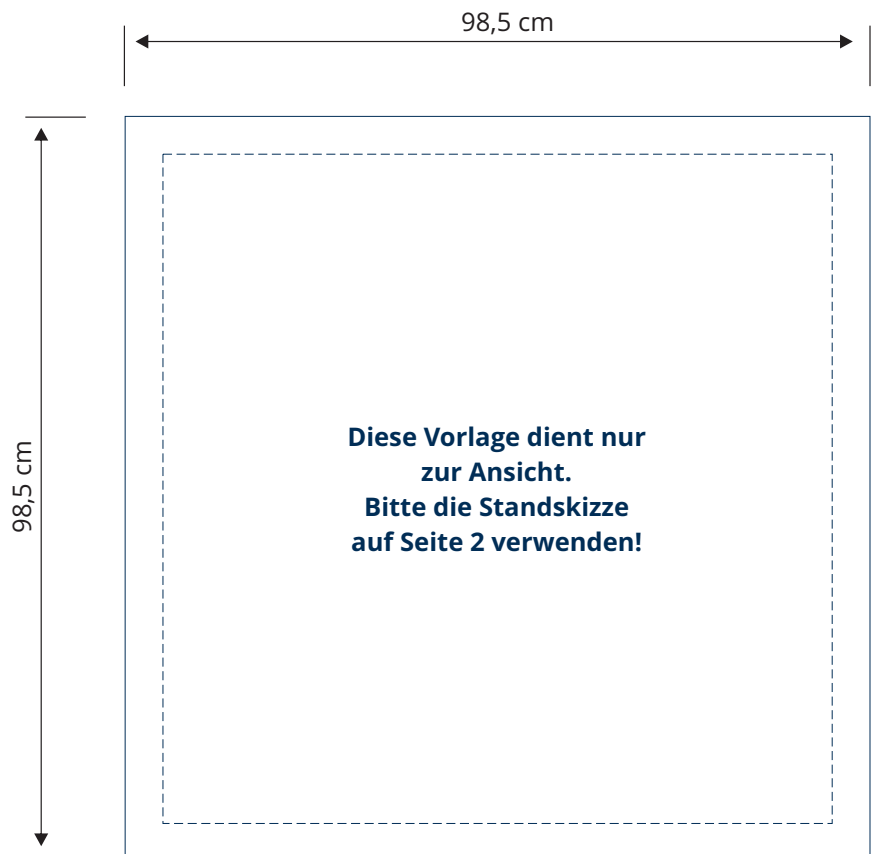 98,5 cm
98,5 cm
Diese Vorlage dient nur
zur Ansicht.
Bitte die Standskizze
auf Seite 2 verwenden!